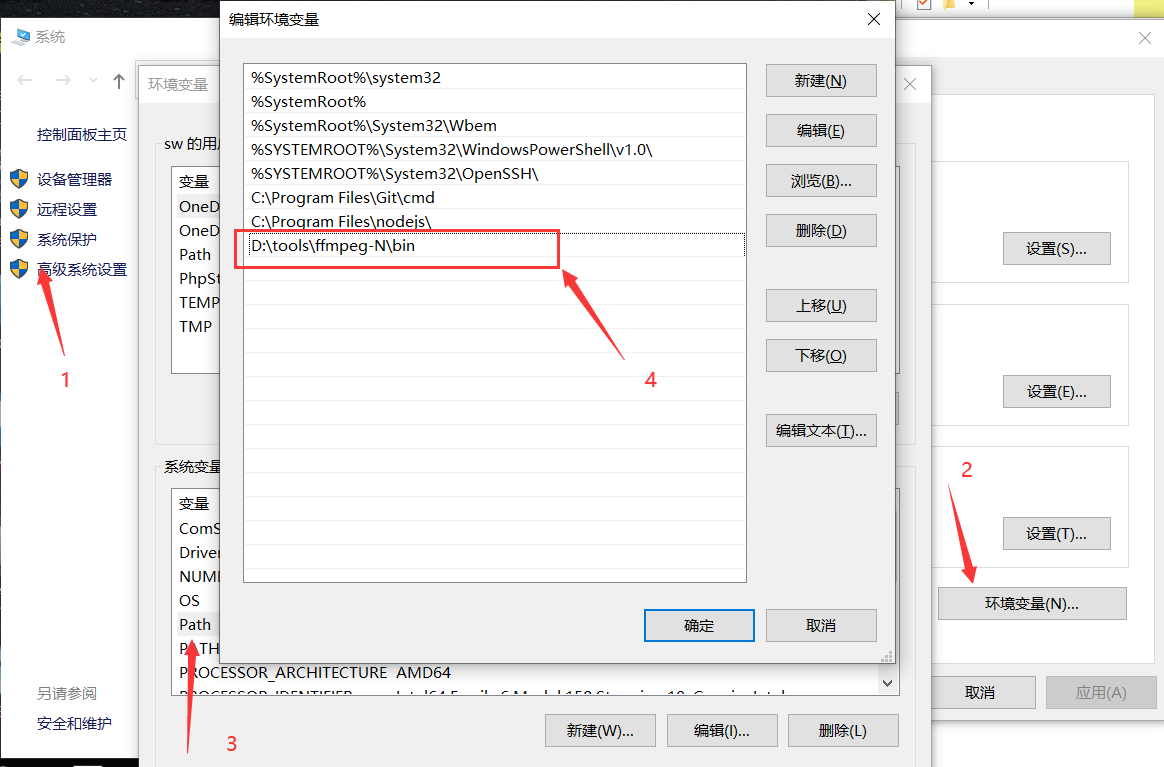 系统
控制面板主页
设备管理器
远程设置
系统保护
高级系统设置
1
另请参阅
安全和维护
环境变量
sw 的用户
变量
OneD
OneD
Path
PhpSt
TEMP
TMP
系统变量
变量
ComS
Driver
NUME
OS
Path
PATH
PROCESSOR_ARCHITECTURE AMD64
3
新建(W)...
编辑(I)...
删除(L)
编辑环境变量
%SystemRoot%\system32
%SystemRoot%
%SystemRoot%\System32\Wbem
%SYSTEMROOT%\System32\WindowsPowerShell\v1.0\
%SYSTEMROOT%\System32\OpenSSH\
C:\Program Files\Git\cmd
C:\Program Files\nodejs\
D:\tools\ffmpeg-N\bin
4
新建(N)
编辑(E)
浏览(B)...
删除(D)
上移(U)
下移(O)
编辑文本(T)...
确定
取消
设置(S)...
设置(E)...
设置(T)...
2
环境变量(N)...
取消
应用(A)